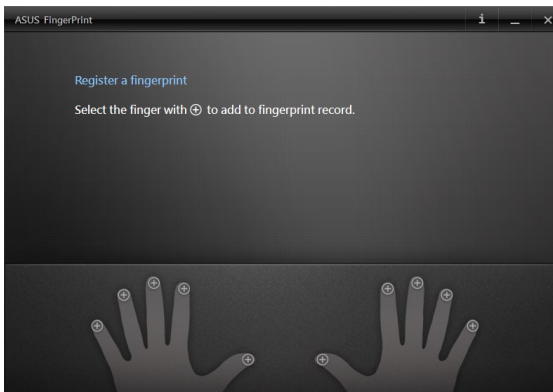 ASUS FingerPrint
Register a fingerprint
Select the finger with ⊕ to add to fingerprint record.